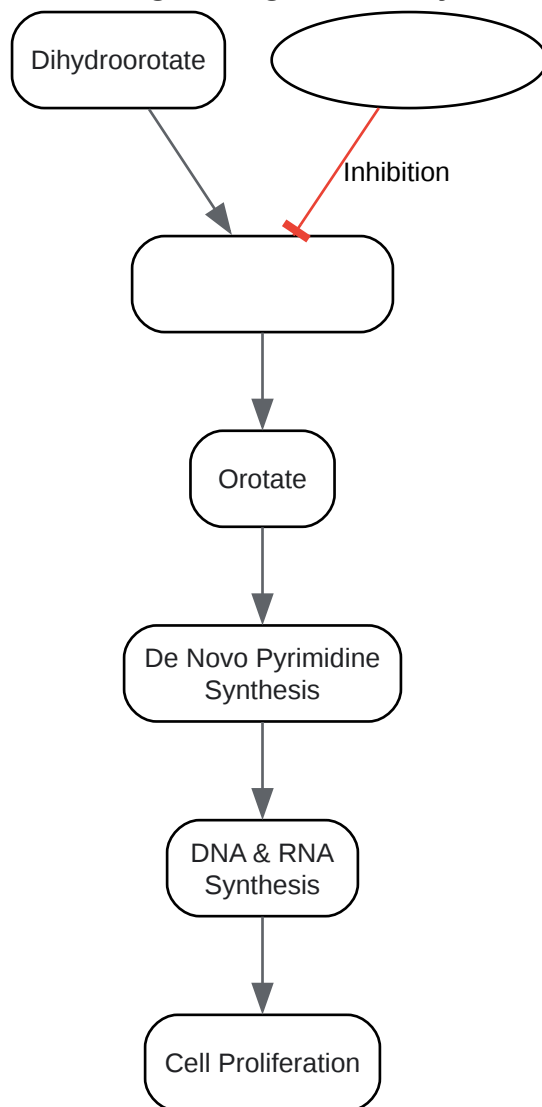 Dihydroorotate
Inhibition
Orotate
De Novo Pyrimidine
Synthesis
DNA & RNA
Synthesis
Cell Proliferation